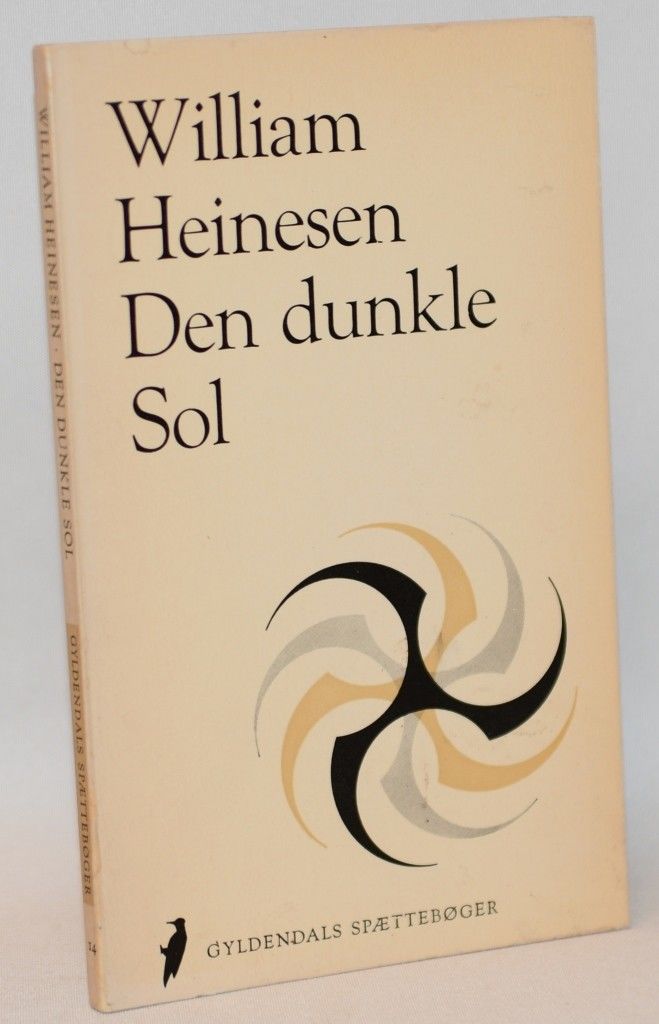 William
Heinesen
Den dunkle
Sol
GYLDENDALS SPÆTTEBØGER
WILLIAM HEINESEN · DEN DUNKLE SOL
GYLDENDALS SPÆTTEBØGER
14